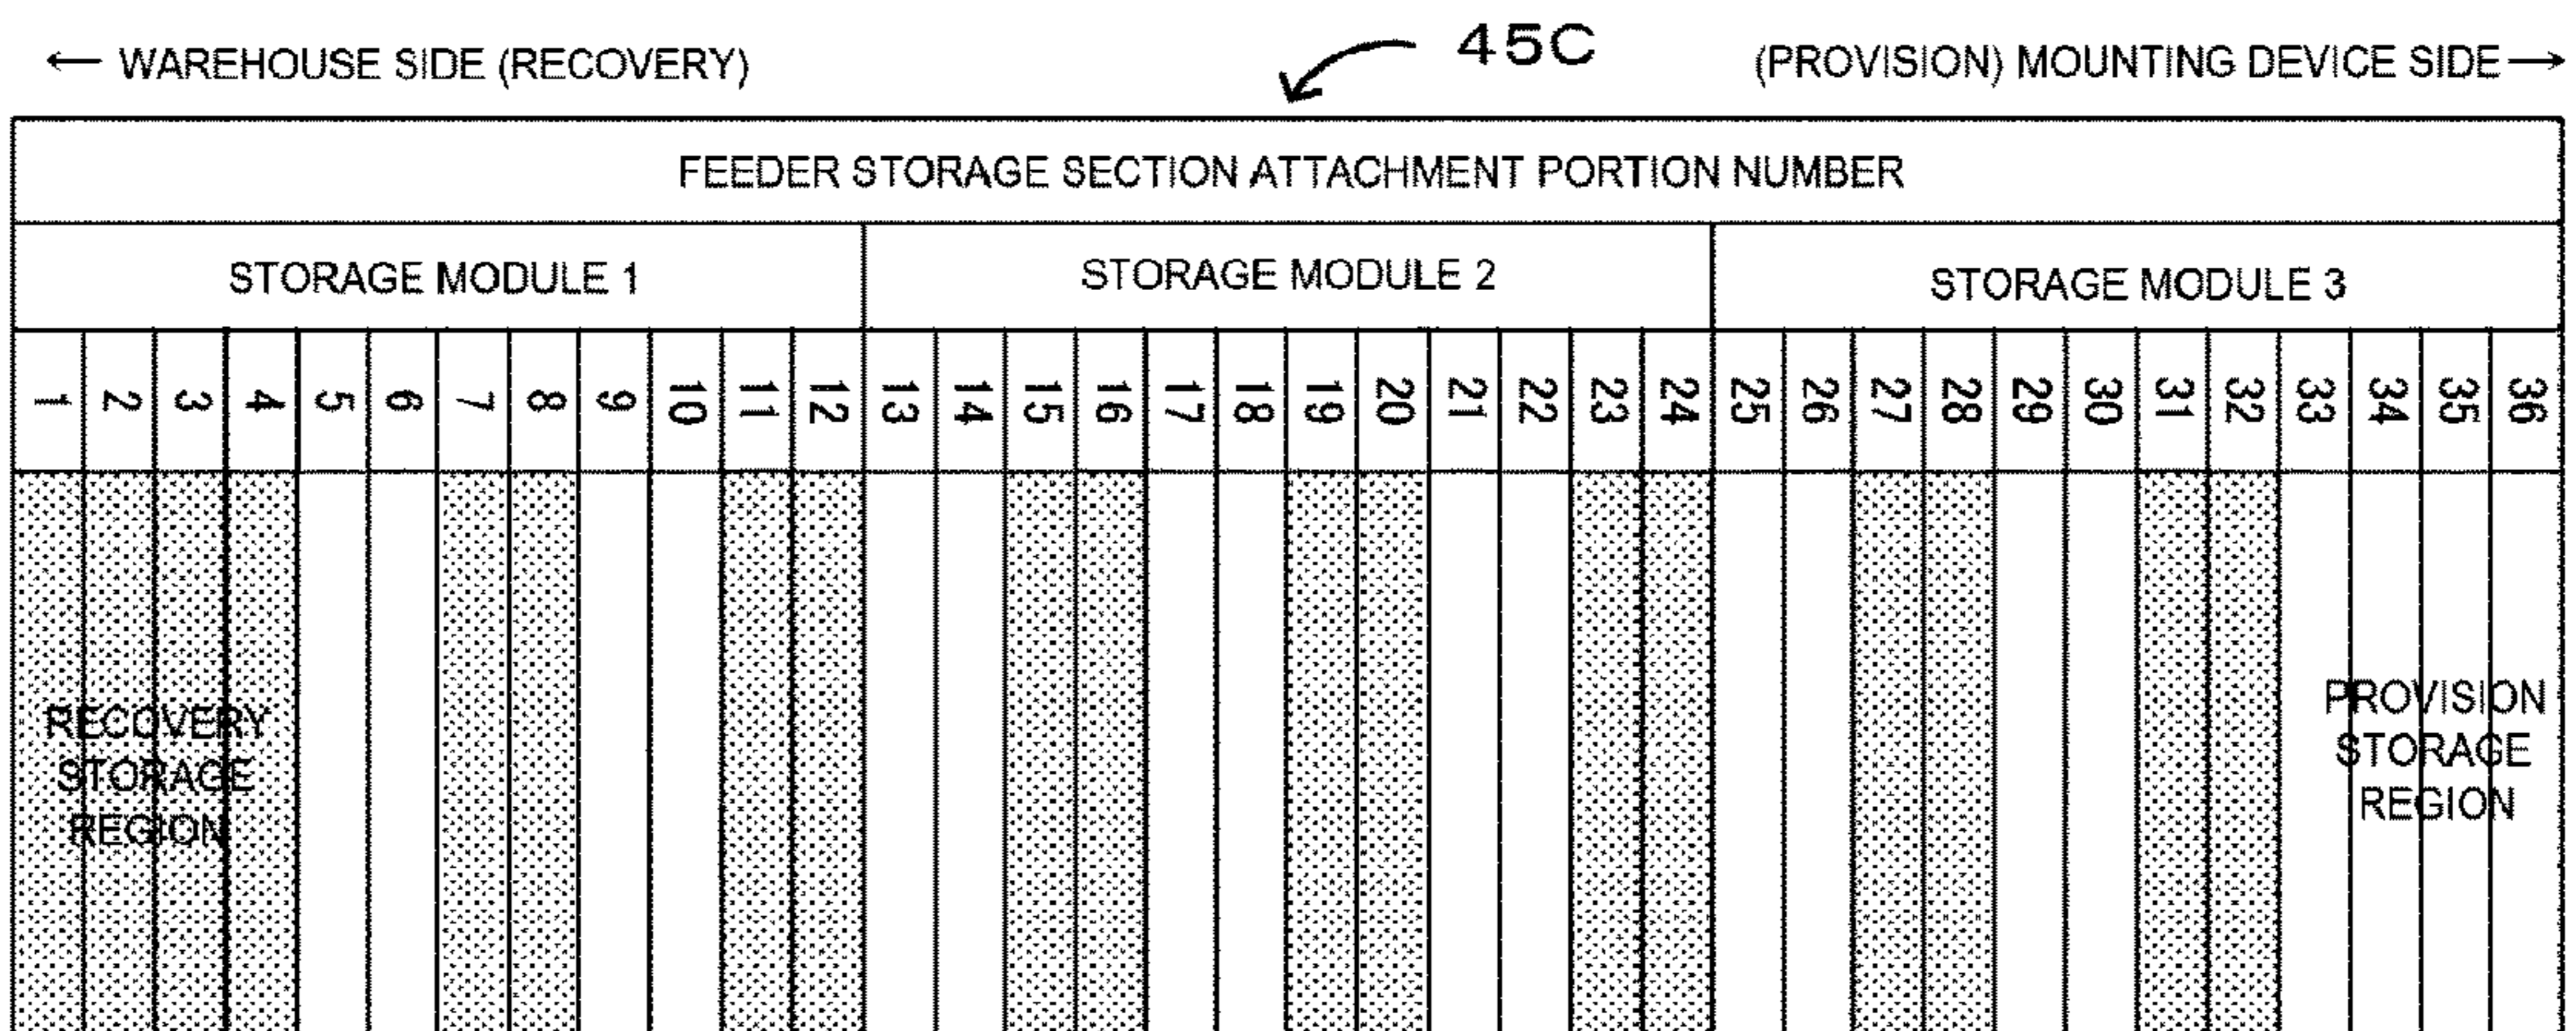 ← WAREHOUSE SIDE (RECOVERY) 45C (PROVISION) MOUNTING DEVICE SIDE →
FEEDER STORAGE SECTION ATTACHMENT PORTION NUMBER
STORAGE MODULE 1 STORAGE MODULE 2 STORAGE MODULE 3
1 2 3 4 5 6 7 8 9 10 11 12 13 14 15 16 17 18 19 20 21 22 23 24 25 26 27 28 29 30 31 32 33 34 35 36
RECOVERY
STORAGE
REGION
PROVISION
STORAGE
REGION